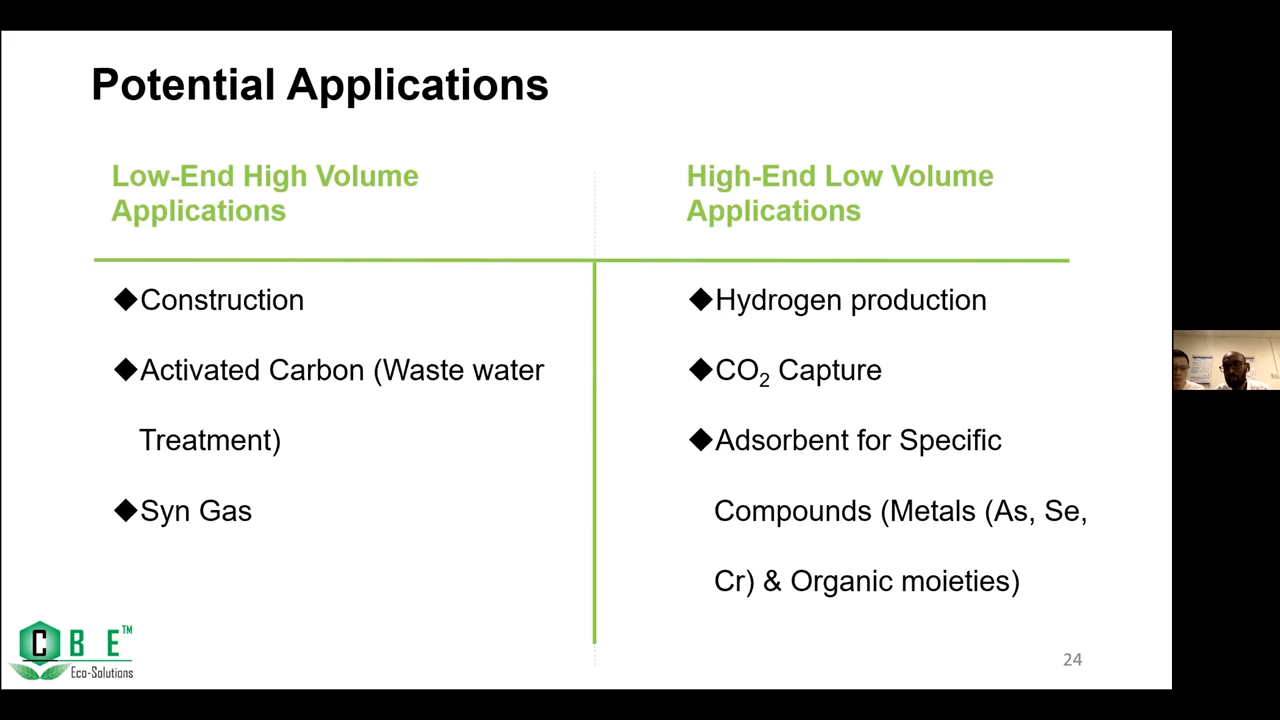 Potential Applications
Low-End High Volume
Applications
◆Construction
◆Activated Carbon (Waste water
Treatment)
◆Syn Gas
High-End Low Volume
Applications
◆Hydrogen production
◆CO₂ Capture
◆Adsorbent for Specific
Compounds (Metals (As, Se,
Cr) & Organic moieties)
C B E™
Eco-Solutions
24